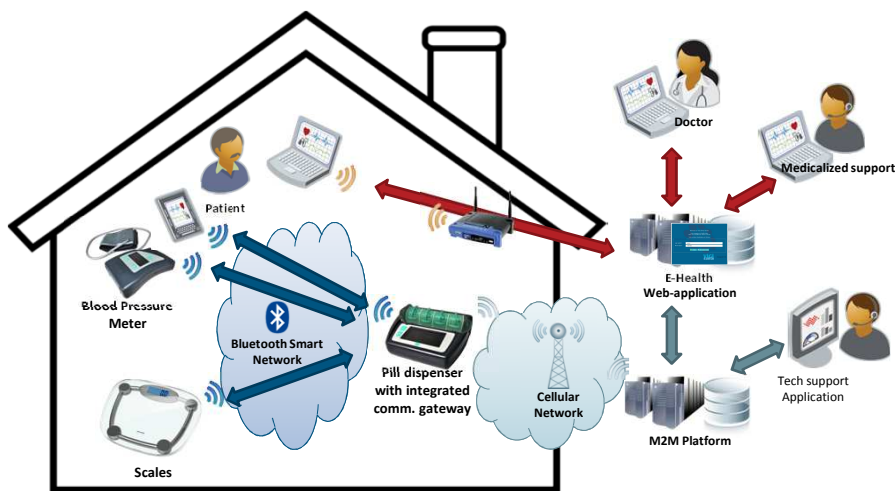 Doctor
Medicalized support
Patient
E-Health
Web-application
Blood Pressure
Meter
Bluetooth Smart
Network
Pill dispenser
with integrated
comm. gateway
Cellular
Network
Tech support
Application
M2M Platform
Scales